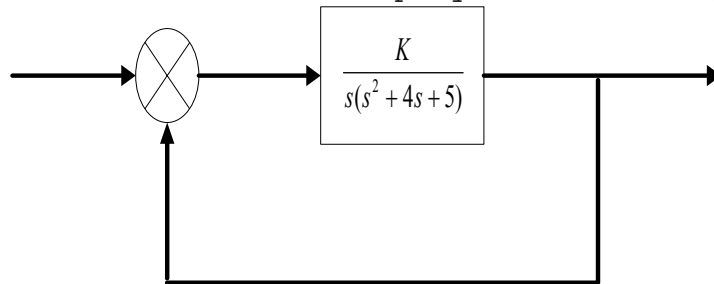 K
s(s² + 4s + 5)